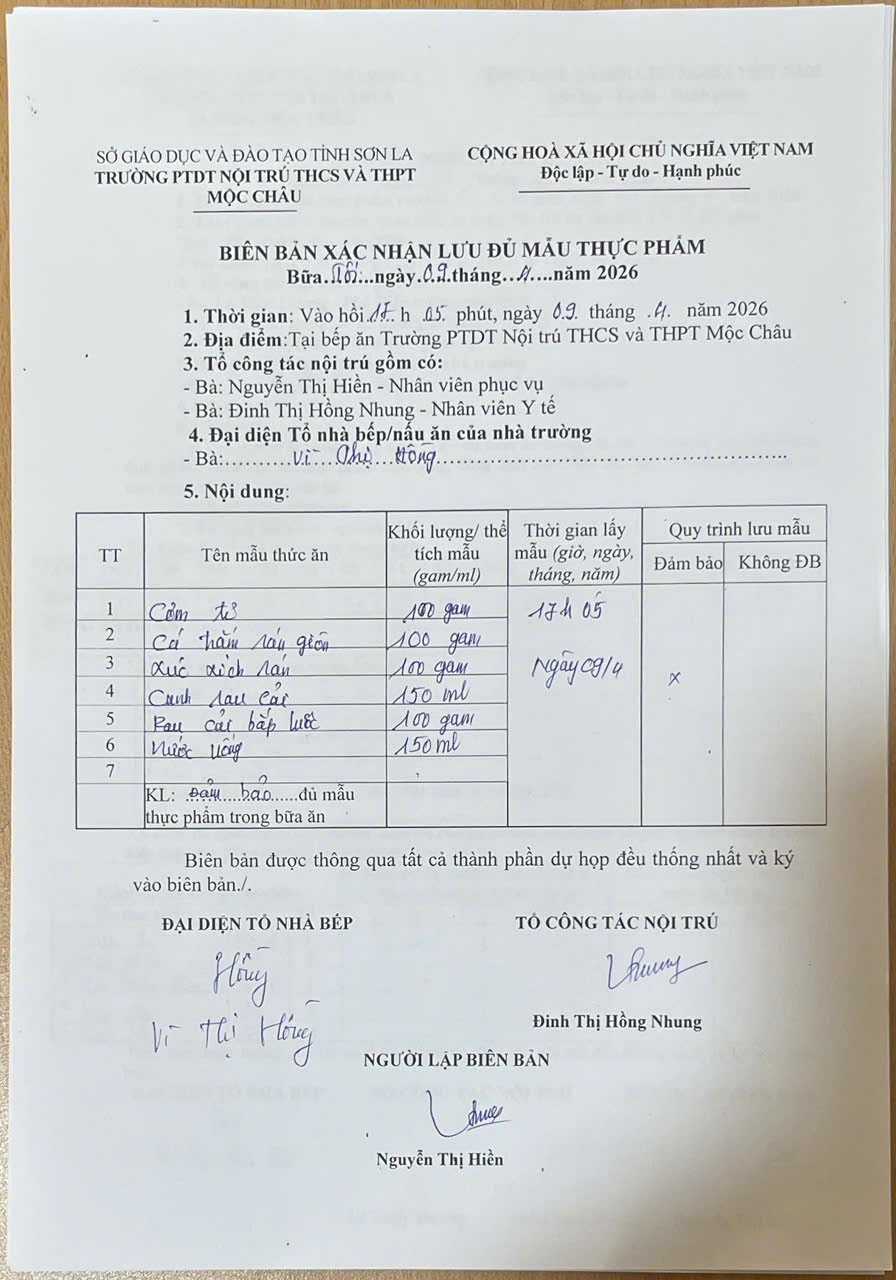 SỞ GIÁO DỤC VÀ ĐÀO TẠO TỈNH SƠN LA
TRƯỜNG PTDT NỘI TRÚ THCS VÀ THPT
MỘC CHÂU
CỘNG HOÀ XÃ HỘI CHỦ NGHĨA VIỆT NAM
Độc lập - Tự do - Hạnh phúc
BIÊN BẢN XÁC NHẬN LƯU ĐỦ MẪU THỰC PHẨM
Bữa.Tối...ngày.09.tháng..4....năm 2026
1. Thời gian: Vào hồi.17. h .05. phút, ngày 09. tháng .4. năm 2026
2. Địa điểm:Tại bếp ăn Trường PTDT Nội trú THCS và THPT Mộc Châu
3. Tổ công tác nội trú gồm có:
- Bà: Nguyễn Thị Hiền - Nhân viên phục vụ
- Bà: Đinh Thị Hồng Nhung - Nhân viên Y tế
4. Đại diện Tổ nhà bếp/nấu ăn của nhà trường
- Bà:..........Vì Thị Hồng..........
5. Nội dung:
TT Tên mẫu thức ăn Khối lượng/ thể tích mẫu (gam/ml) Thời gian lấy mẫu (giờ, ngày, tháng, năm) Quy trình lưu mẫu
Đảm bảo Không ĐB
1 Cơm tẻ 100 gam 17h 05
2 Cá trắm rán giòn 100 gam
3 Xúc xích rán 100 gam Ngày 09/4
4 Canh rau cải 150 ml x
5 Rau cải bắp luộc 100 gam
6 Nước uống 150 ml
7
KL: ...Đảm...bảo......đủ mẫu
thực phẩm trong bữa ăn
Biên bản được thông qua tất cả thành phần dự họp đều thống nhất và ký
vào biên bản./.
ĐẠI DIỆN TỔ NHÀ BẾP
TỔ CÔNG TÁC NỘI TRÚ
Hồng
Nhung
Vì Thị Hồng
Đinh Thị Hồng Nhung
NGƯỜI LẬP BIÊN BẢN
Nguyễn Thị Hiền